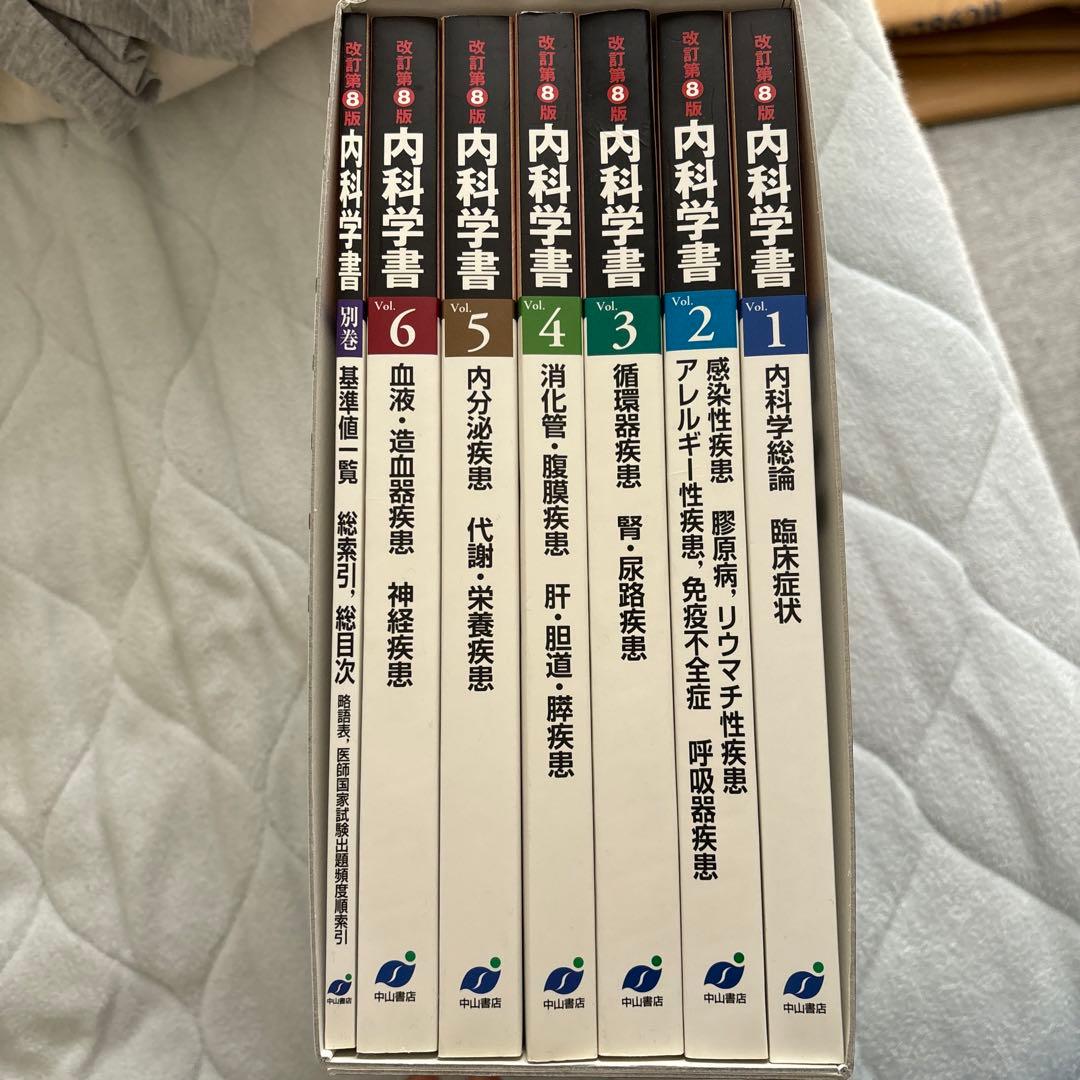 改訂第8版
内科学書
別巻
基準値一覧 総索引, 総目次
略語表, 医師国家試験出題頻度順索引
中山書店
改訂第8版
内科学書
Vol.
6
血液・造血器疾患 神経疾患
中山書店
改訂第8版
内科学書
Vol.
5
内分泌疾患 代謝・栄養疾患
中山書店
改訂第8版
内科学書
Vol.
4
消化管・腹膜疾患 肝・胆道・膵疾患
中山書店
改訂第8版
内科学書
Vol.
3
循環器疾患 腎・尿路疾患
中山書店
改訂第8版
内科学書
Vol.
2
感染性疾患 膠原病, リウマチ性疾患
アレルギー性疾患, 免疫不全症 呼吸器疾患
中山書店
改訂第8版
内科学書
Vol.
1
内科学総論 臨床症状
中山書店